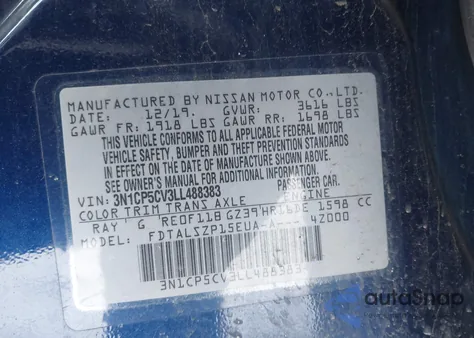 MANUFACTURED BY NISSAN MOTOR CO., LTD.
DATE: 12/19. GVWR: 3616 LBS
GAWR FR: 1918 LBS GAWR RR: 1698 LBS
THIS VEHICLE CONFORMS TO ALL APPLICABLE FEDERAL MOTOR
VEHICLE SAFETY, BUMPER AND THEFT PREVENTION STANDARDS
IN EFFECT ON THE DATE OF MANUFACTURE SHOWN ABOVE.
SEE OWNER'S MANUAL FOR ADDITIONAL INFORMATION.
VIN: 3N1CP5CV3LL488383 PASSENGER CAR.
COLOR TRIM TRANS AXLE ENGINE
RAY G RE0F11B GZ39 HR16DE 1598 CC
MODEL: 4Z000
3N1CP5CV3LL488383
autoSnap